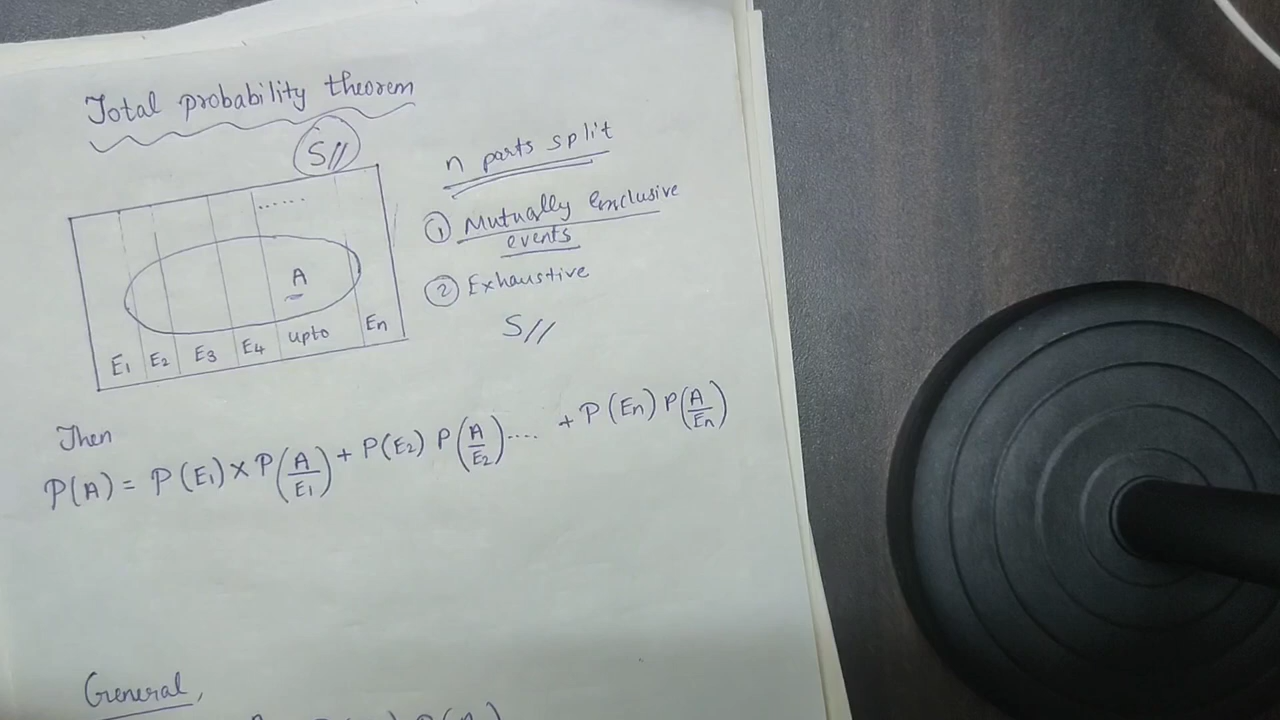 Total probability theorem
S//
n parts split
① Mutually exclusive
events
② Exhaustive
S//
......
A
E₁ E₂ E₃ E₄ upto En
Then
P(A) = P(E₁) × P(A/E₁) + P(E₂) P(A/E₂) .... + P(En) P(A/En)
General,